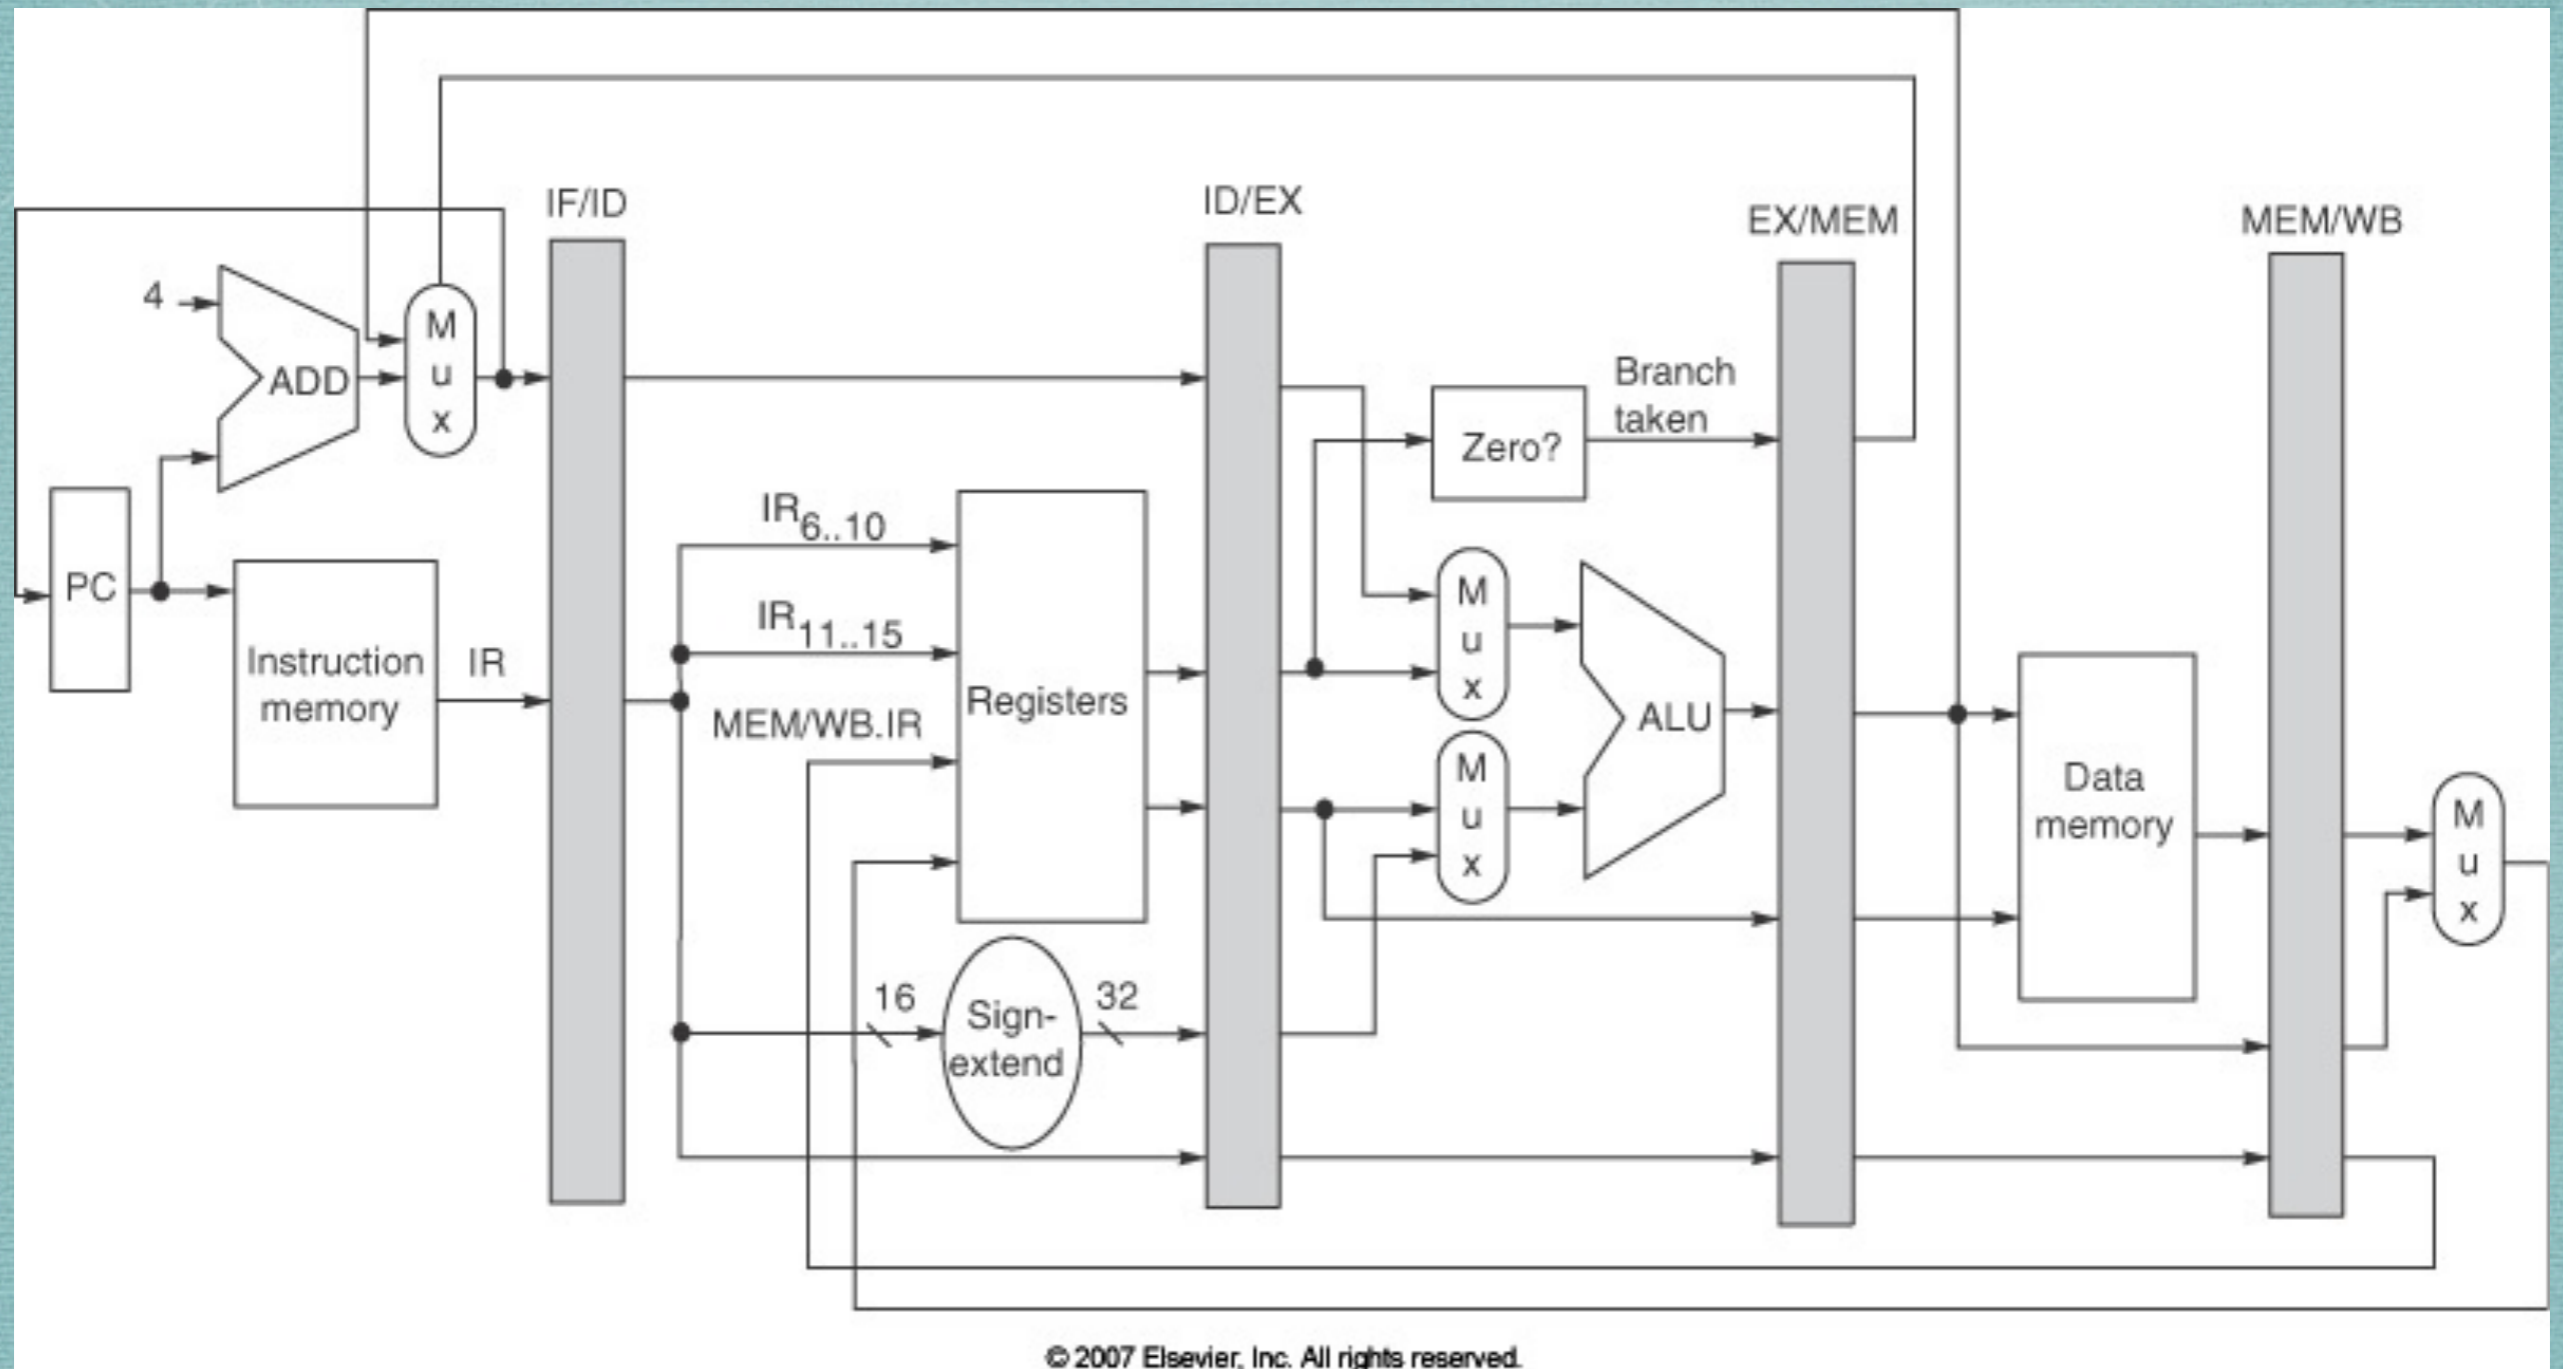 IF/ID
ID/EX
EX/MEM
MEM/WB
4
ADD
M
u
x
PC
Instruction
memory
IR
IR6..10
IR11..15
MEM/WB.IR
Registers
16
Sign-
extend
32
Zero?
Branch
taken
M
u
x
M
u
x
ALU
Data
memory
M
u
x
© 2007 Elsevier, Inc. All rights reserved.